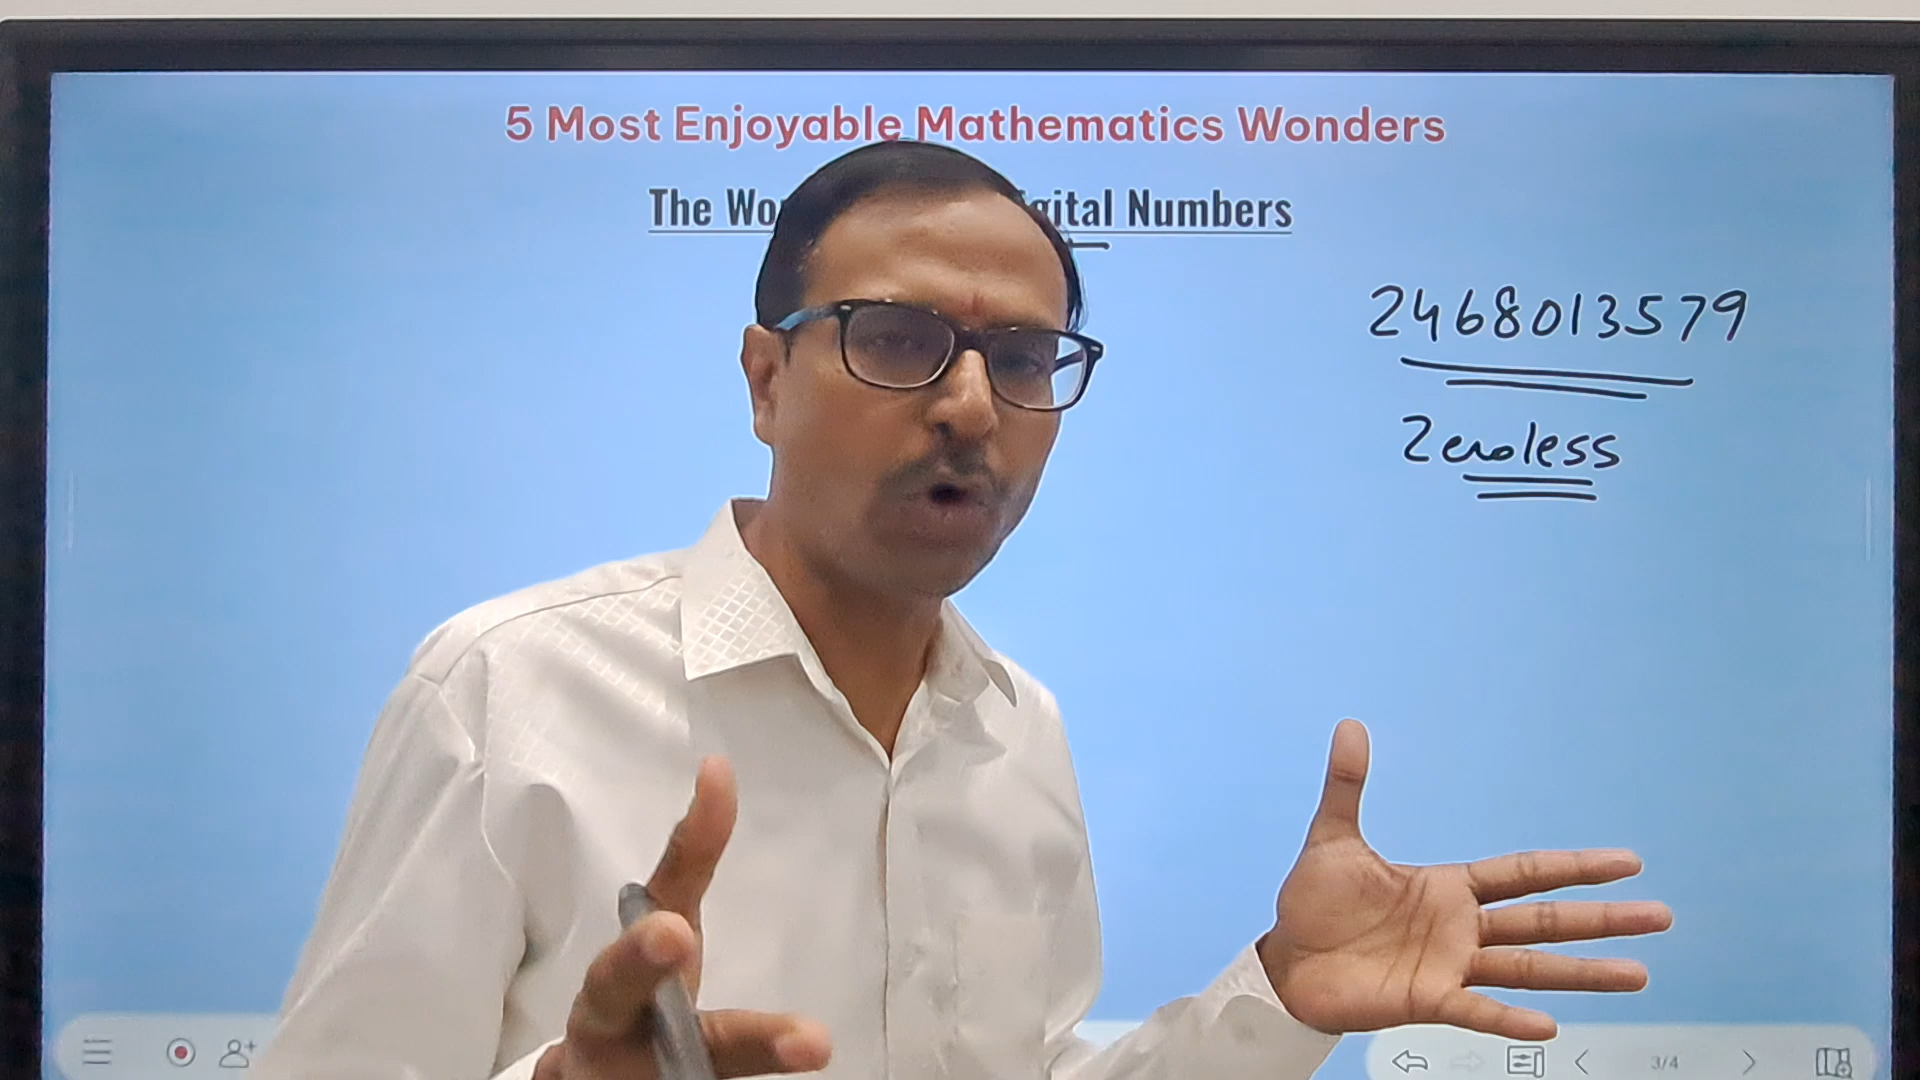 5 Most Enjoyable Mathematics Wonders
The Wo gital Numbers
2468013579
Zeroless
3/4